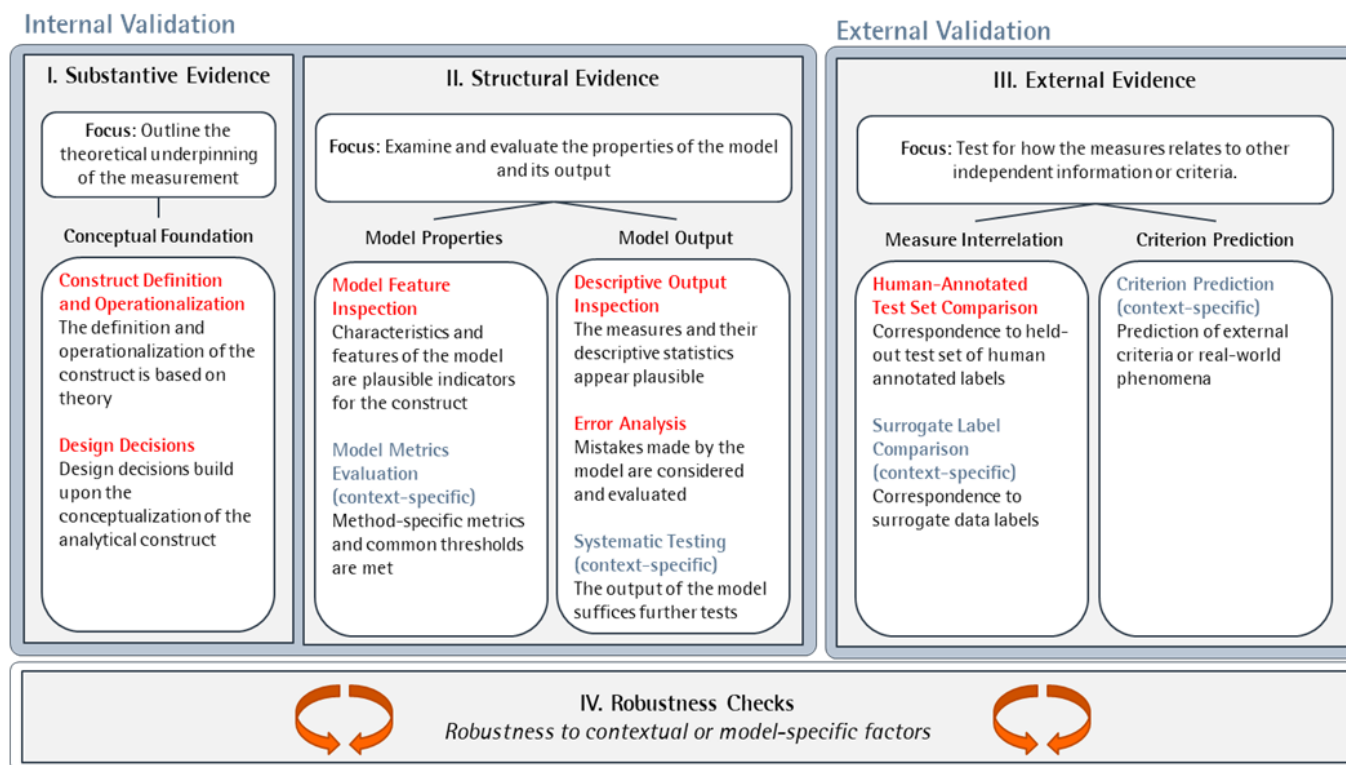 Internal Validation
I. Substantive Evidence
Focus: Outline the
theoretical underpinning
of the measurement
Conceptual Foundation
Construct Definition
and Operationalization
The definition and
operationalization of the
construct is based on
theory
Design Decisions
Design decisions build
upon the
conceptualization of the
analytical construct
II. Structural Evidence
Focus: Examine and evaluate the properties of the model
and its output
Model Properties
Model Feature
Inspection
Characteristics and
features of the model
are plausible indicators
for the construct
Model Metrics
Evaluation
(context-specific)
Method-specific metrics
and common thresholds
are met
Model Output
Descriptive Output
Inspection
The measures and their
descriptive statistics
appear plausible
Error Analysis
Mistakes made by the
model are considered
and evaluated
Systematic Testing
(context-specific)
The output of the model
suffices further tests
External Validation
III. External Evidence
Focus: Test for how the measures relates to other
independent information or criteria.
Measure Interrelation
Human-Annotated
Test Set Comparison
Correspondence to held-
out test set of human
annotated labels
Surrogate Label
Comparison
(context-specific)
Correspondence to
surrogate data labels
Criterion Prediction
Criterion Prediction
(context-specific)
Prediction of external
criteria or real-world
phenomena
IV. Robustness Checks
Robustness to contextual or model-specific factors